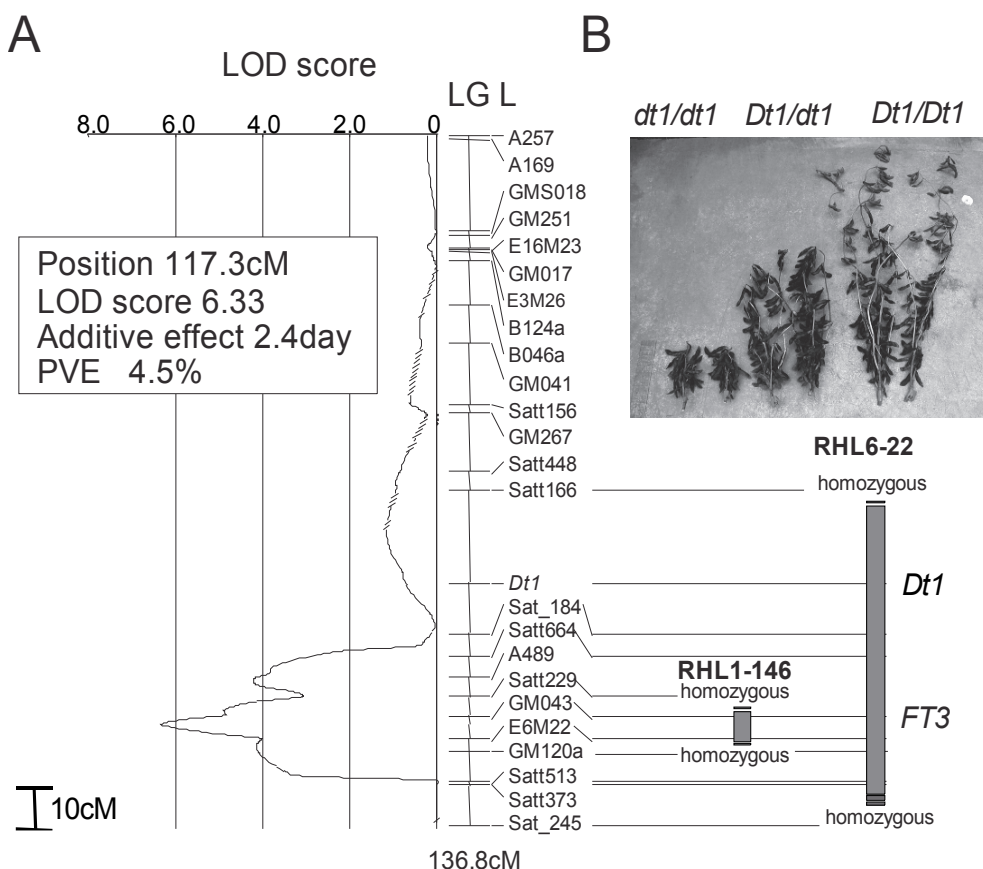 A
B
LOD score
LG L
8.0 6.0 4.0 2.0 0
Position 117.3cM
LOD score 6.33
Additive effect 2.4day
PVE 4.5%
A257
A169
GMS018
GM251
E16M23
GM017
E3M26
B124a
B046a
GM041
Satt156
GM267
Satt448
Satt166
Dt1
Sat_184
Satt664
A489
Satt229
GM043
E6M22
GM120a
Satt513
Satt373
Sat_245
136.8cM
10cM
dt1/dt1 Dt1/dt1 Dt1/Dt1
RHL6-22
homozygous
Dt1
RHL1-146
homozygous
FT3
homozygous
homozygous